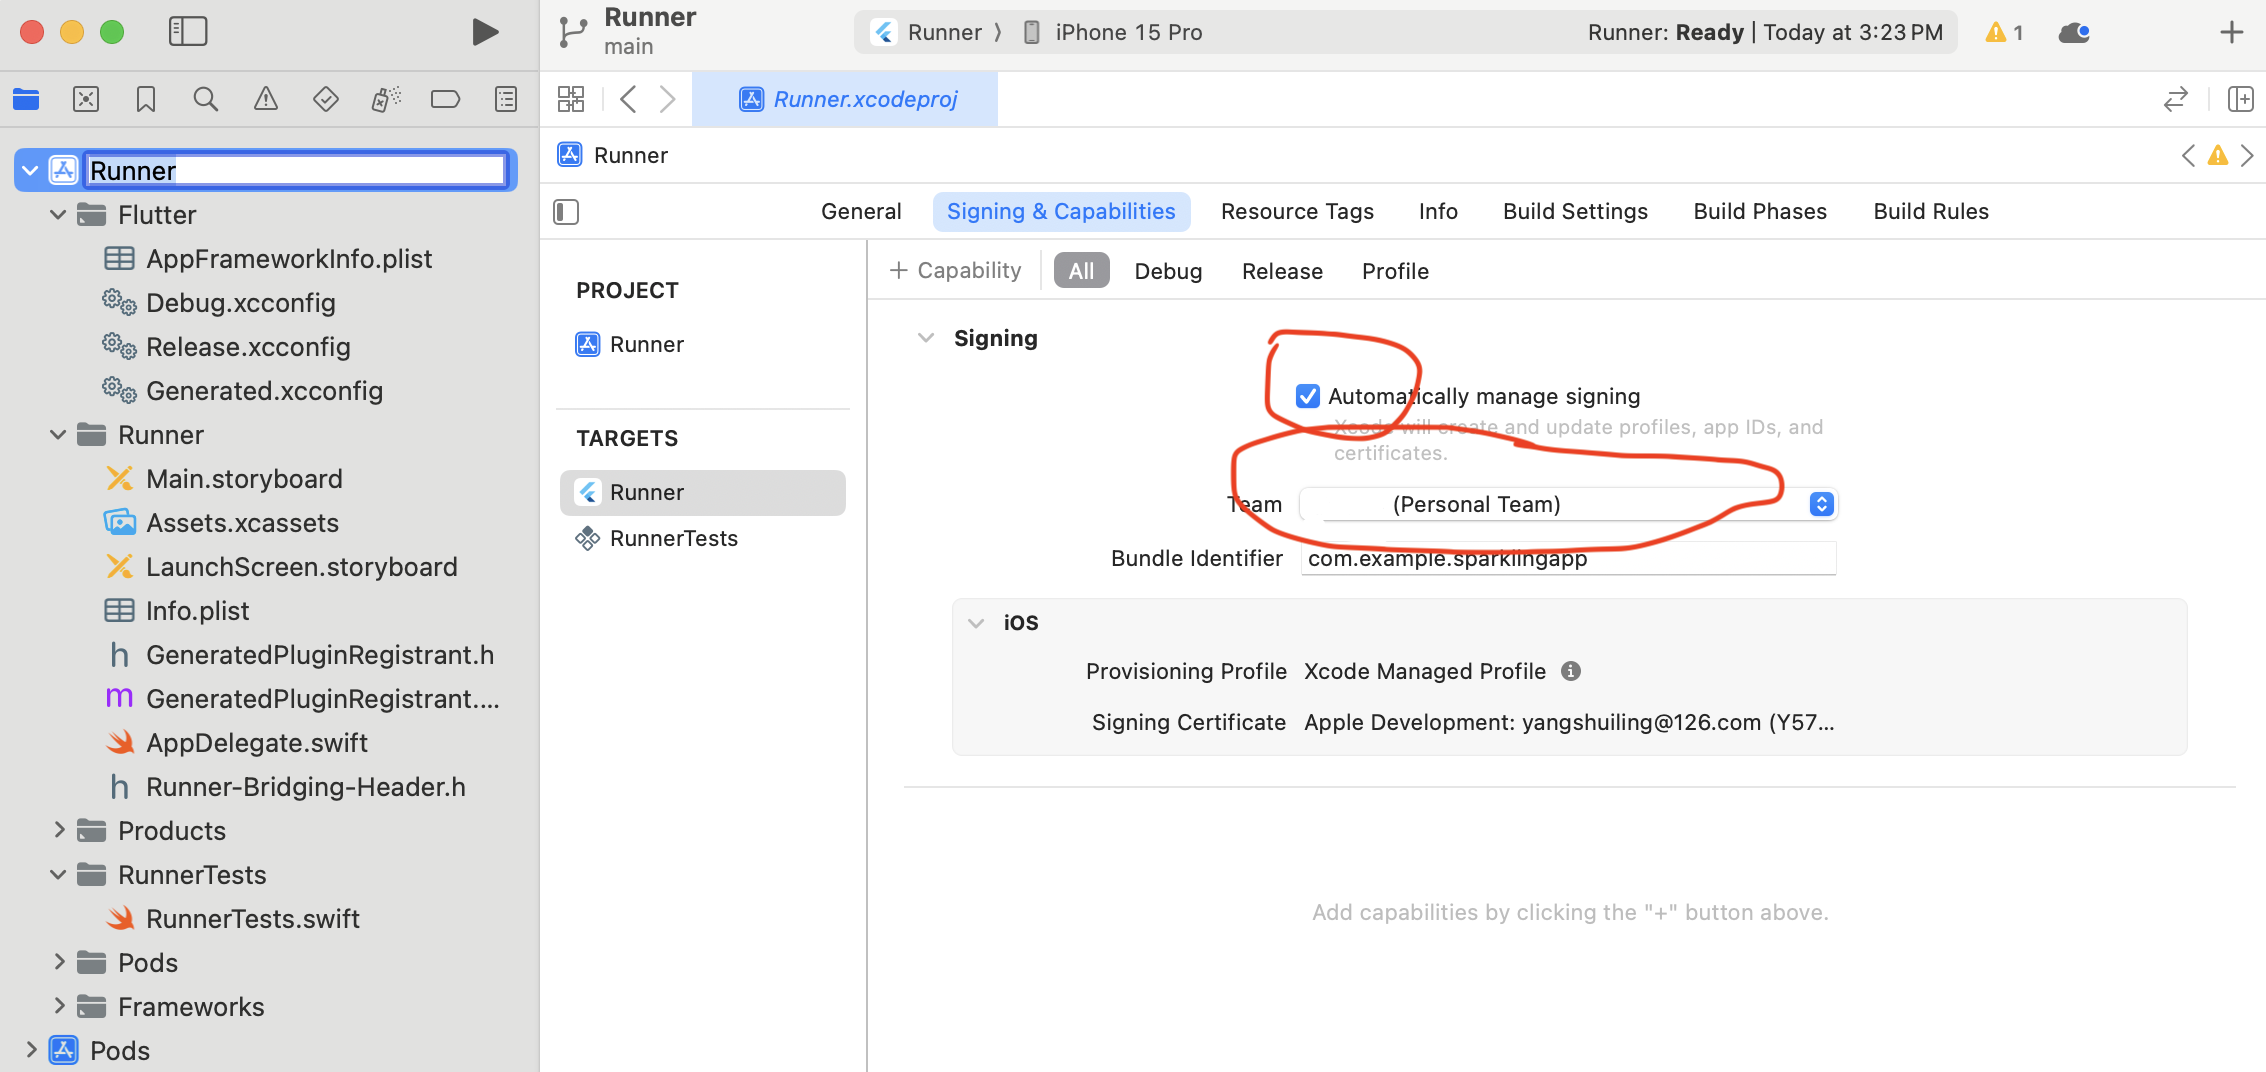 Runner
main
Runner
iPhone 15 Pro
Runner: Ready | Today at 3:23 PM
1
Runner.xcodeproj
Runner
General
Signing & Capabilities
Resource Tags
Info
Build Settings
Build Phases
Build Rules
Runner
Flutter
AppFrameworkInfo.plist
Debug.xcconfig
Release.xcconfig
Generated.xcconfig
Runner
Main.storyboard
Assets.xcassets
LaunchScreen.storyboard
Info.plist
GeneratedPluginRegistrant.h
GeneratedPluginRegistrant....
AppDelegate.swift
Runner-Bridging-Header.h
Products
RunnerTests
RunnerTests.swift
Pods
Frameworks
Pods
PROJECT
Runner
TARGETS
Runner
RunnerTests
+ Capability
All
Debug
Release
Profile
Signing
Automatically manage signing
Xcode will create and update profiles, app IDs, and
certificates.
Team
(Personal Team)
Bundle Identifier
com.example.sparklingapp
iOS
Provisioning Profile
Xcode Managed Profile
Signing Certificate
Apple Development: yangshuiling@126.com (Y57...
Add capabilities by clicking the "+" button above.